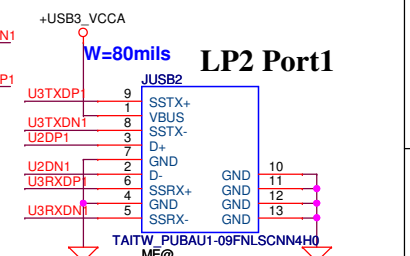 +USB3_VCCA
N1
W=80mils
LP2 Port1
P1
JUSB2
U3TXDP1 9 SSTX+
1 VBUS
U3TXDN1 8 SSTX-
U2DP1 3 D+
7 GND
U2DN1 2 D- GND 10
U3RXDP1 6 SSRX+ GND 11
4 GND GND 12
U3RXDN1 5 SSRX- GND 13
TAITW_PUBAU1-09FNLSCNN4H0
ME@